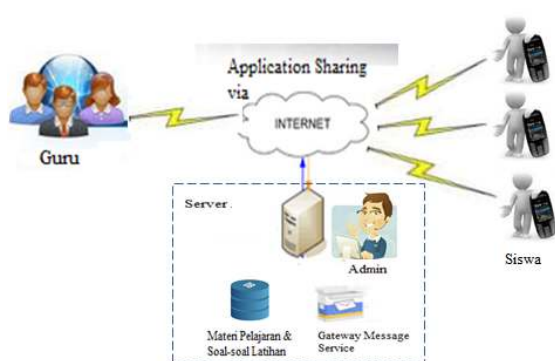 Application Sharing
via
INTERNET
Guru
Server.
Admin
Siswa
Materi Pelajaran &
Soal-soal Latihan
Gateway Message
Service